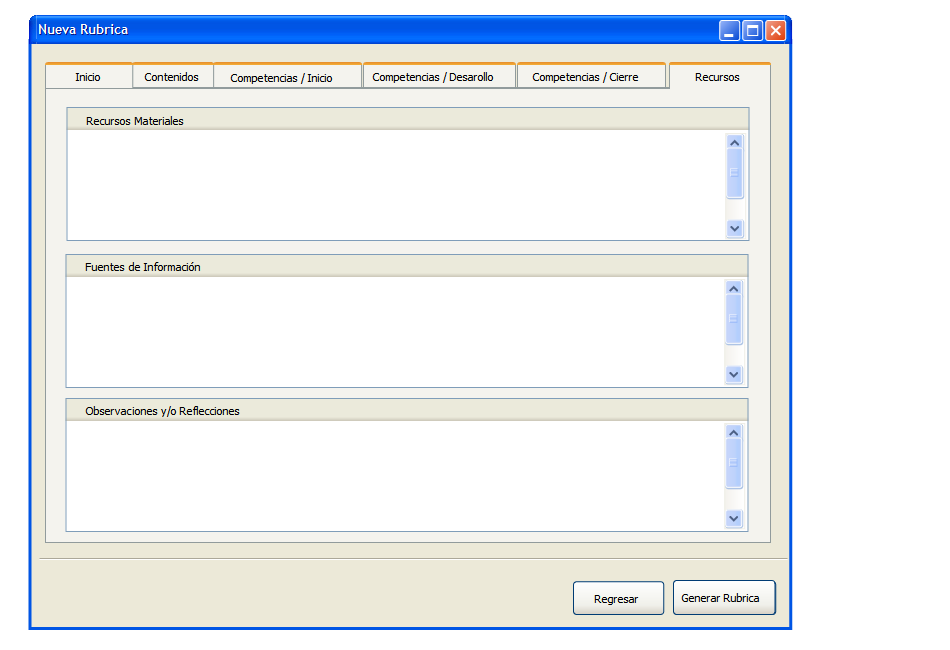 Nueva Rubrica
Inicio Contenidos Competencias / Inicio Competencias / Desarollo Competencias / Cierre Recursos
Recursos Materiales
Fuentes de Información
Observaciones y/o Reflecciones
Regresar Generar Rubrica